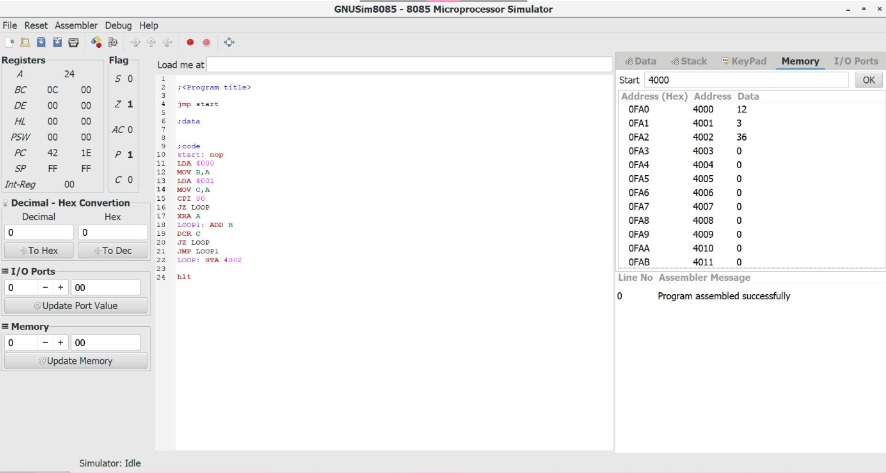 GNUSim8085 - 8085 Microprocessor Simulator
File Reset Assembler Debug Help
Registers
A 24
BC 0C 00
DE 00 00
HL 00 00
PSW 00 00
PC 42 1E
SP FF FF
Int-Reg 00
Flag
S 0
Z 1
AC 0
P 1
C 0
Decimal - Hex Convertion
Decimal Hex
0 0
To Hex To Dec
I/O Ports
0 - + 00
Update Port Value
Memory
0 - + 00
Update Memory
Load me at
1
2 ;<Program title>
3
4 jmp start
5
6 ;data
7
8
9 ;code
10 start: nop
11 LDA 4000
12 MOV B,A
13 LDA 4001
14 MOV C,A
15 CPI 00
16 JZ LOOP
17 XRA A
18 LOOP1: ADD B
19 DCR C
20 JZ LOOP
21 JMP LOOP1
22 LOOP: STA 4002
23
24 hlt
Data Stack KeyPad Memory I/O Ports
Start 4000 OK
Address (Hex) Address Data
0FA0 4000 12
0FA1 4001 3
0FA2 4002 36
0FA3 4003 0
0FA4 4004 0
0FA5 4005 0
0FA6 4006 0
0FA7 4007 0
0FA8 4008 0
0FA9 4009 0
0FAA 4010 0
0FAB 4011 0
Line No Assembler Message
0 Program assembled successfully
Simulator: Idle